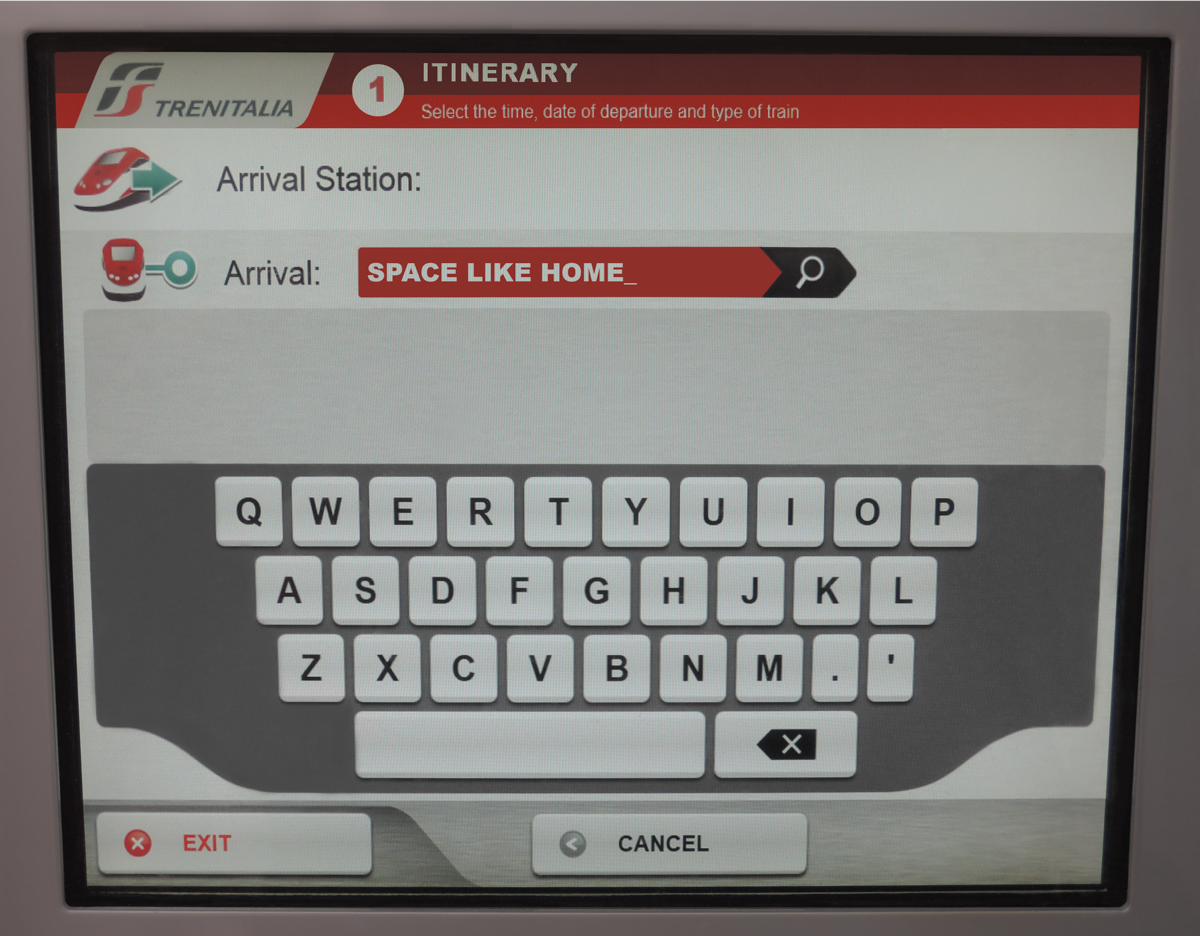 TRENITALIA
1
ITINERARY
Select the time, date of departure and type of train
Arrival Station:
Arrival: SPACE LIKE HOME_
Q W E R T Y U I O P
A S D F G H J K L
Z X C V B N M . '
EXIT
CANCEL